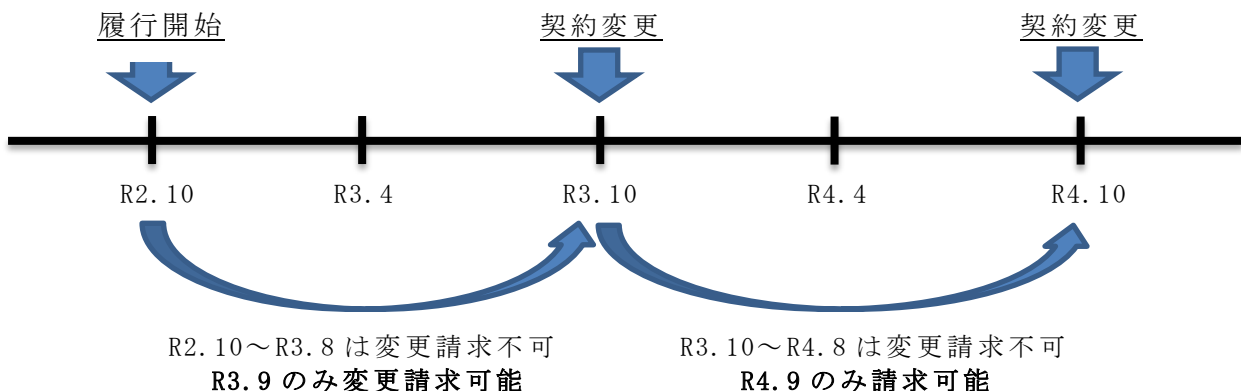 履行開始 契約変更 契約変更
R2.10 R3.4 R3.10 R4.4 R4.10
R2.10～R3.8は変更請求不可 R3.10～R4.8は変更請求不可
R3.9のみ変更請求可能 R4.9のみ請求可能